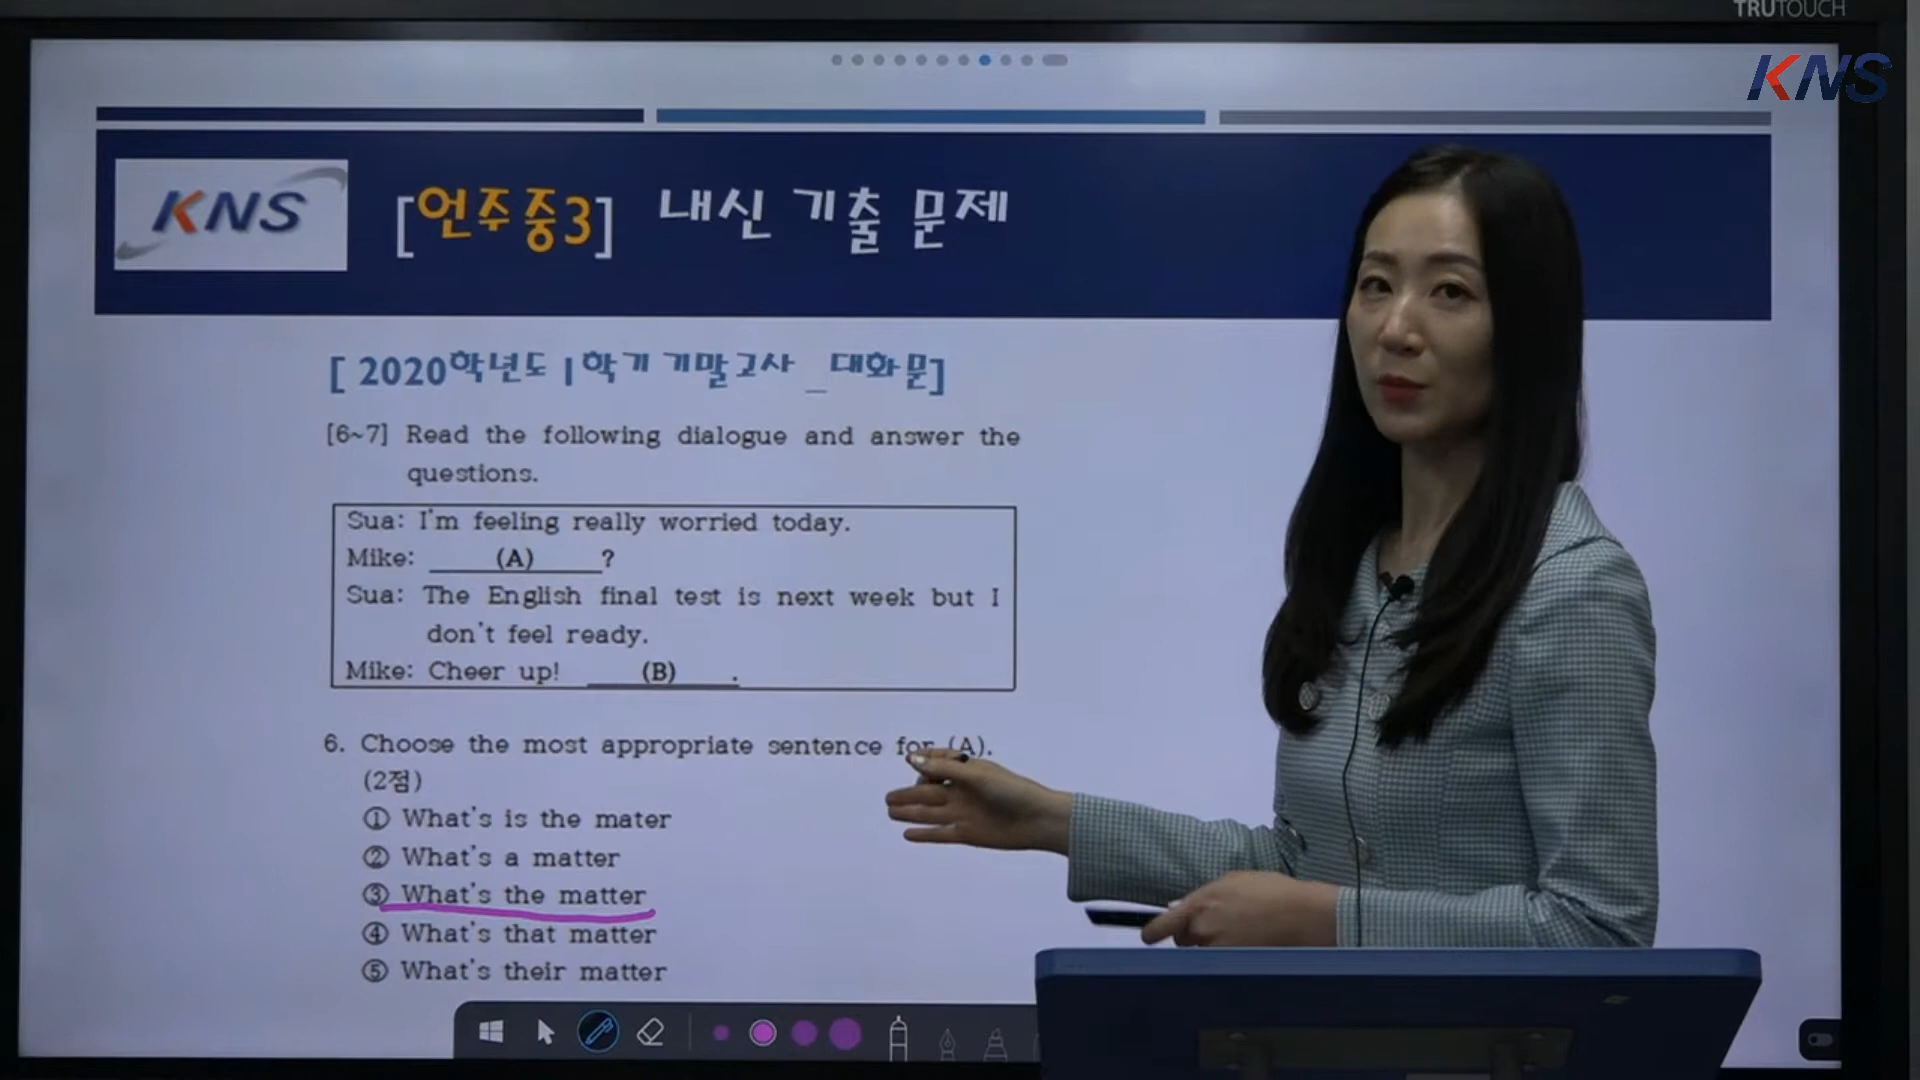 TRUTOUCH
KNS
KNS
[언주중3] 내신 기출 문제
[ 2020학년도 1학기 기말고사 _ 대화문]
[6~7] Read the following dialogue and answer the
questions.
Sua: I'm feeling really worried today.
Mike: (A) ?
Sua: The English final test is next week but I
don't feel ready.
Mike: Cheer up! (B) .
6. Choose the most appropriate sentence for (A).
(2점)
① What's is the mater
② What's a matter
③ What's the matter
④ What's that matter
⑤ What's their matter